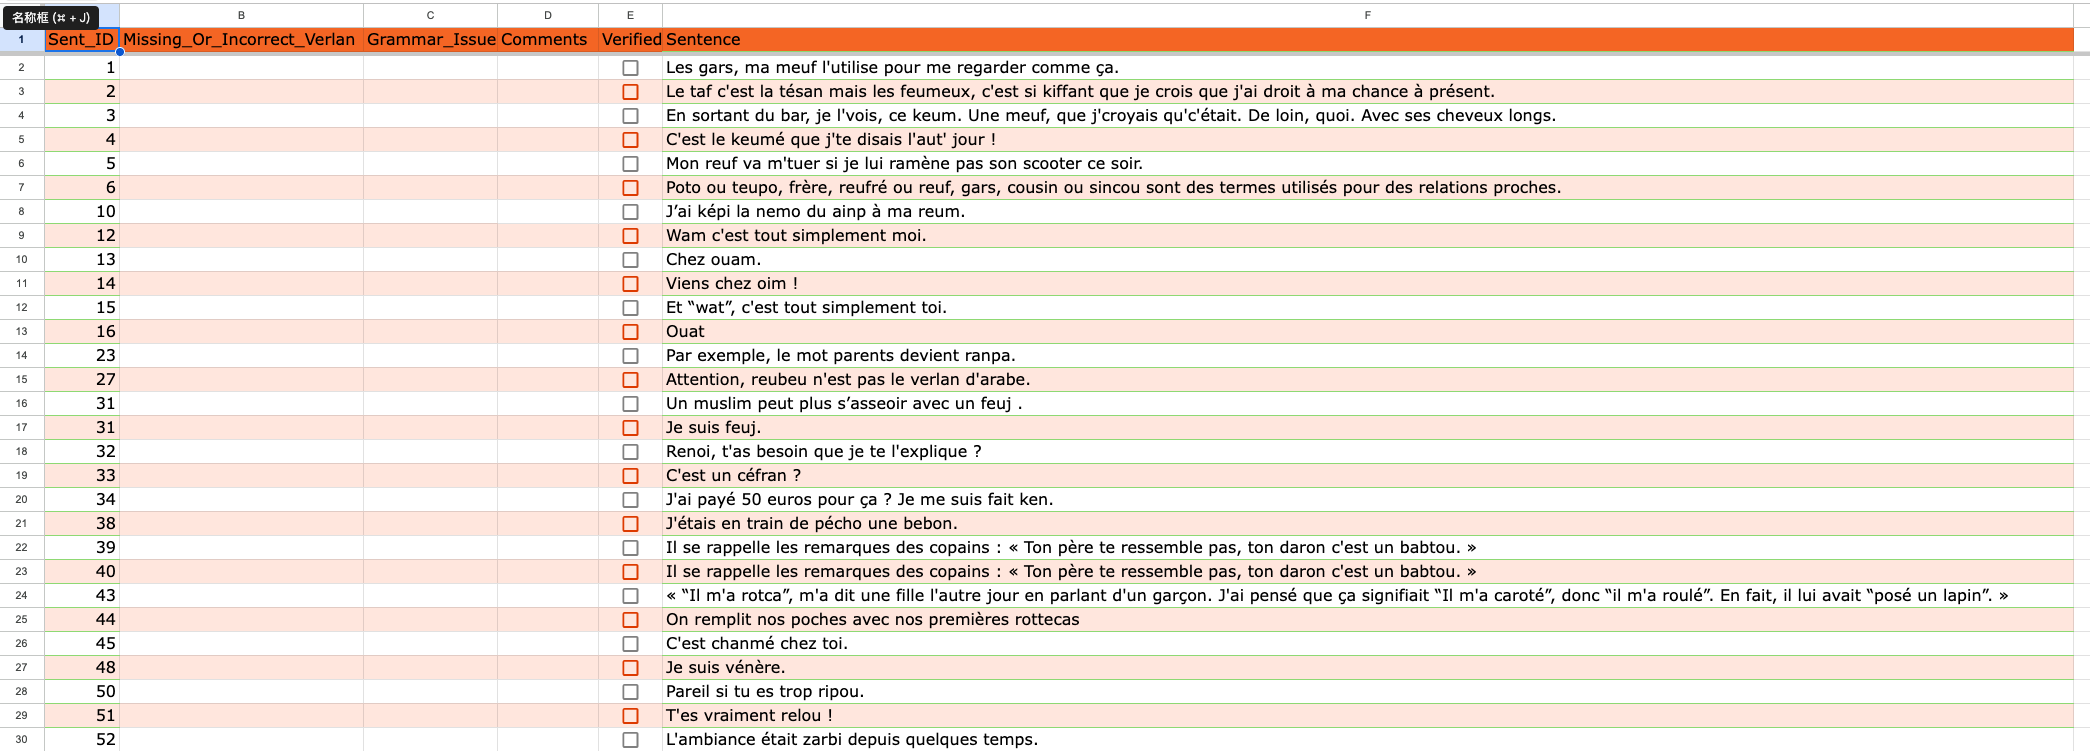 名称框 (⌘ + J)
B C D E F
1 Sent_ID Missing_Or_Incorrect_Verlan Grammar_Issue Comments Verified Sentence
2 1 Les gars, ma meuf l'utilise pour me regarder comme ça.
3 2 Le taf c'est la tésan mais les feumeux, c'est si kiffant que je crois que j'ai droit à ma chance à présent.
4 3 En sortant du bar, je l'vois, ce keum. Une meuf, que j'croyais qu'c'était. De loin, quoi. Avec ses cheveux longs.
5 4 C'est le keumé que j'te disais l'aut' jour !
6 5 Mon reuf va m'tuer si je lui ramène pas son scooter ce soir.
7 6 Poto ou teupo, frère, reufré ou reuf, gars, cousin ou sincou sont des termes utilisés pour des relations proches.
8 10 J’ai képi la nemo du ainp à ma reum.
9 12 Wam c'est tout simplement moi.
10 13 Chez ouam.
11 14 Viens chez oim !
12 15 Et “wat”, c'est tout simplement toi.
13 16 Ouat
14 23 Par exemple, le mot parents devient ranpa.
15 27 Attention, reubeu n'est pas le verlan d'arabe.
16 31 Un muslim peut plus s’asseoir avec un feuj .
17 31 Je suis feuj.
18 32 Renoi, t'as besoin que je te l'explique ?
19 33 C'est un céfran ?
20 34 J'ai payé 50 euros pour ça ? Je me suis fait ken.
21 38 J'étais en train de pécho une bebon.
22 39 Il se rappelle les remarques des copains : « Ton père te ressemble pas, ton daron c'est un babtou. »
23 40 Il se rappelle les remarques des copains : « Ton père te ressemble pas, ton daron c'est un babtou. »
24 43 « “Il m'a rotca”, m'a dit une fille l'autre jour en parlant d'un garçon. J'ai pensé que ça signifiait “Il m'a caroté”, donc “il m'a roulé”. En fait, il lui avait “posé un lapin”. »
25 44 On remplit nos poches avec nos premières rottecas
26 45 C'est chanmé chez toi.
27 48 Je suis vénère.
28 50 Pareil si tu es trop ripou.
29 51 T'es vraiment relou !
30 52 L'ambiance était zarbi depuis quelques temps.